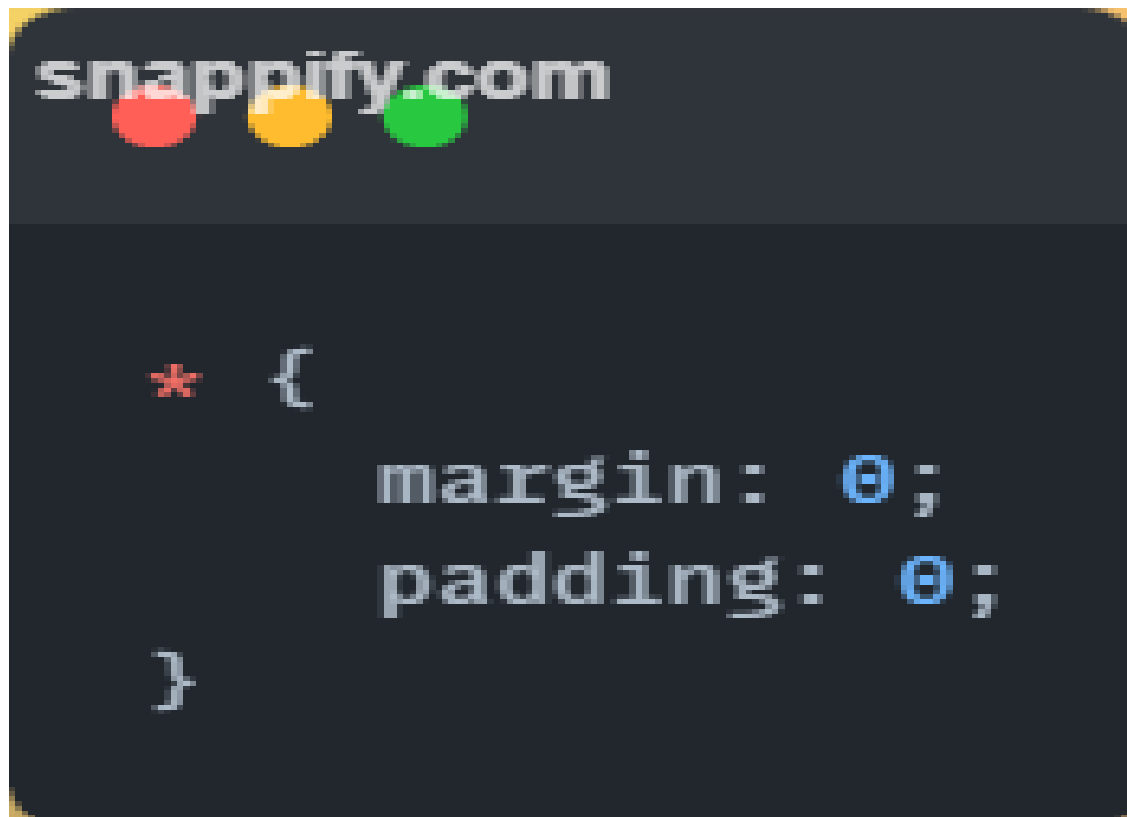 snappify.com
* {
    margin: 0;
    padding: 0;
}